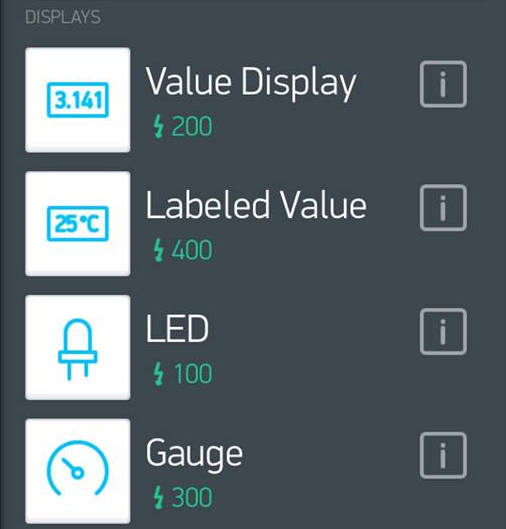 DISPLAYS
3.141
Value Display
200
i
25°C
Labeled Value
400
i
LED
100
i
Gauge
300
i